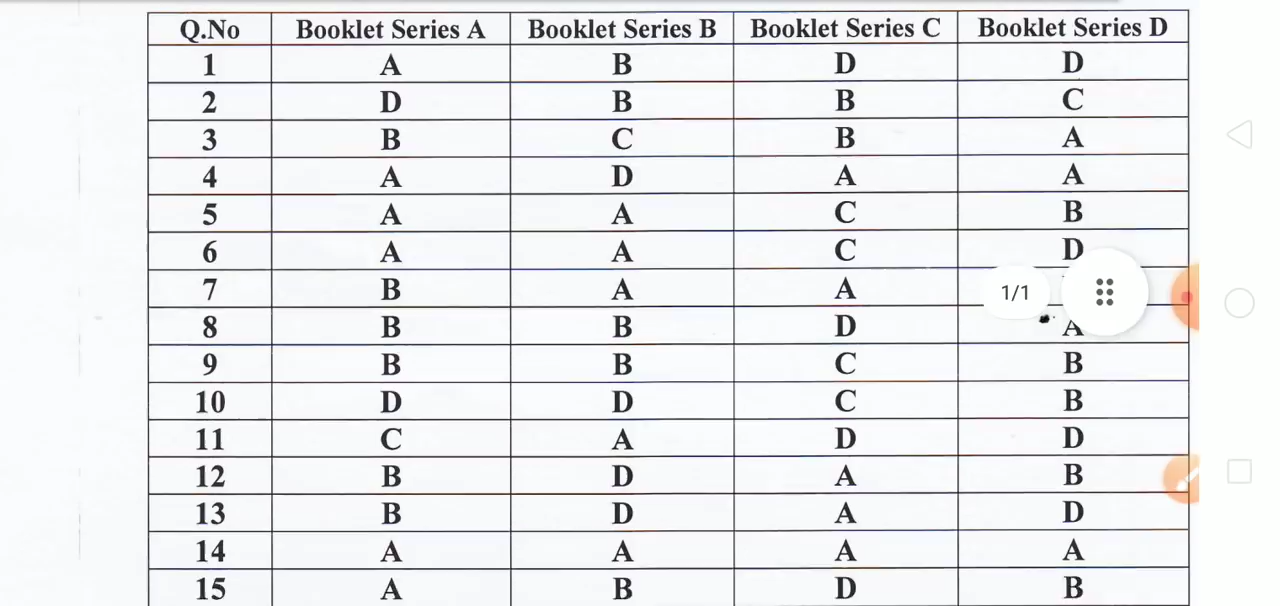 Q.No Booklet Series A Booklet Series B Booklet Series C Booklet Series D
1 A B D D
2 D B B C
3 B C B A
4 A D A A
5 A A C B
6 A A C D
7 B A A 1/1
8 B B D A
9 B B C B
10 D D C B
11 C A D D
12 B D A B
13 B D A D
14 A A A A
15 A B D B